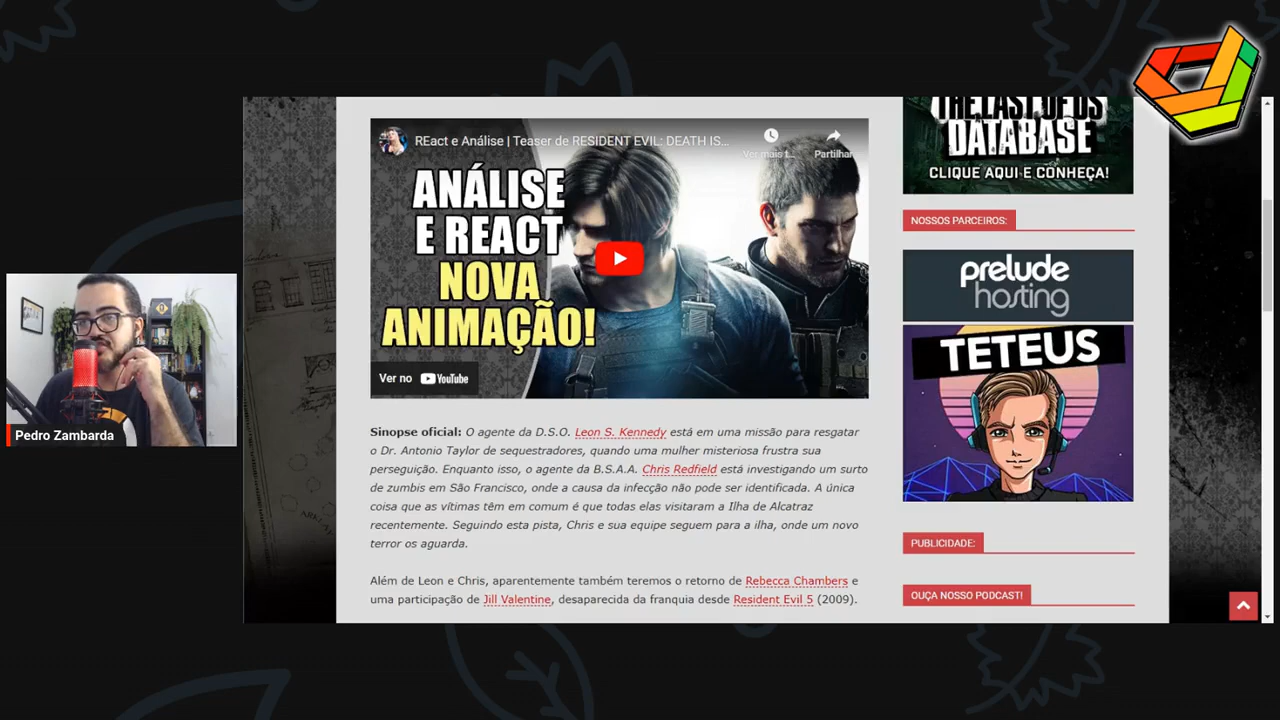 REact e Análise | Teaser de RESIDENT EVIL: DEATH IS...
Ver mais t...
Partilhar
ANÁLISE
E REACT
NOVA
ANIMAÇÃO!
Ver no YouTube
Sinopse oficial: O agente da D.S.O. Leon S. Kennedy está em uma missão para resgatar
o Dr. Antonio Taylor de sequestradores, quando uma mulher misteriosa frustra sua
perseguição. Enquanto isso, o agente da B.S.A.A. Chris Redfield está investigando um surto
de zumbis em São Francisco, onde a causa da infecção não pode ser identificada. A única
coisa que as vítimas têm em comum é que todas elas visitaram a Ilha de Alcatraz
recentemente. Seguindo esta pista, Chris e sua equipe seguem para a ilha, onde um novo
terror os aguarda.
Além de Leon e Chris, aparentemente também teremos o retorno de Rebecca Chambers e
uma participação de Jill Valentine, desaparecida da franquia desde Resident Evil 5 (2009).
THE LAST OF US
DATABASE
CLIQUE AQUI E CONHEÇA!
NOSSOS PARCEIROS:
prelude
hosting
TETEUS
PUBLICIDADE:
OUÇA NOSSO PODCAST!
Pedro Zambarda